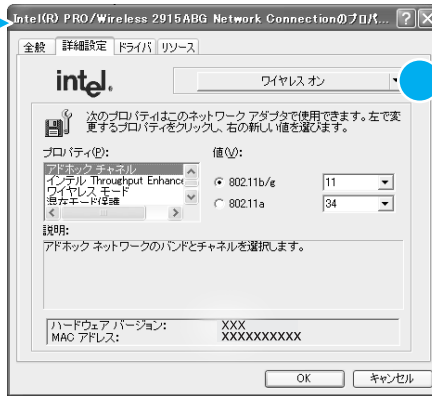 Intel(R) PRO/Wireless 2915ABG Network Connectionのプロパ...
全般 詳細設定 ドライバ リソース
intel.
ワイヤレス オン
次のプロパティはこのネットワーク アダプタで使用できます。左で変
更するプロパティをクリックし、右の新しい値を選びます。
プロパティ(P):
値(V):
アドホック チャネル
インテル Throughput Enhance
ワイヤレス モード
混在モード保護
802.11b/g 11
802.11a 34
説明:
アドホック ネットワークのバンドとチャネルを選択します。
ハードウェア バージョン: XXX
MAC アドレス: XXXXXXXXXX
OK キャンセル